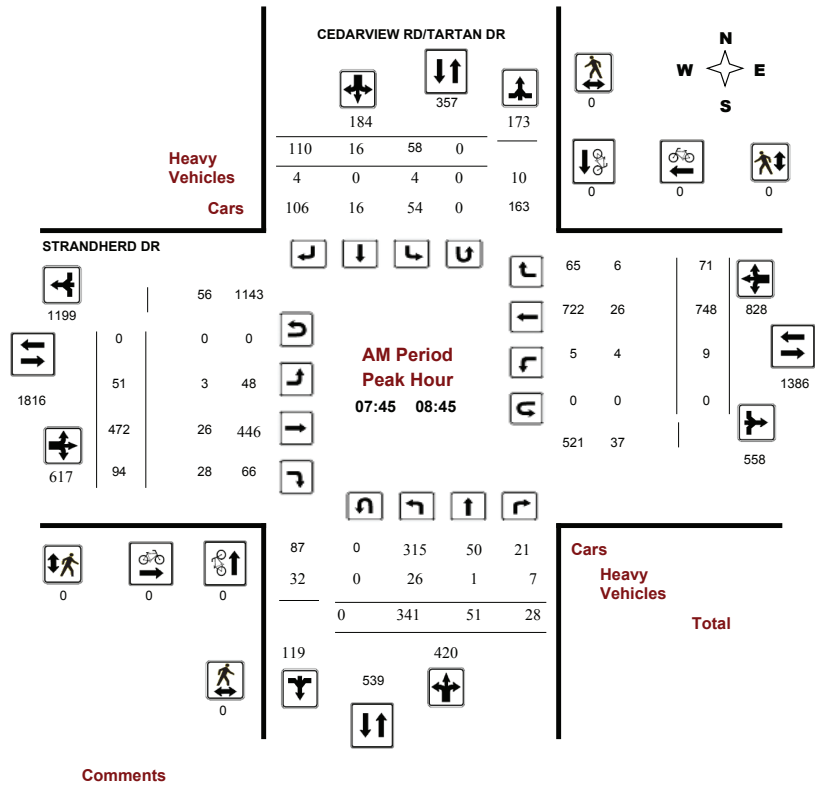 CEDARVIEW RD/TARTAN DR
N
W E
S
357
0
184 173
110 16 58 0
Heavy
Vehicles
4 0 4 0 10
Cars
106 16 54 0 163
0 0 0
STRANDHERD DR
1199
56 1143
0 0 0
1816
51 3 48
472 26 446
617
94 28 66
AM Period
Peak Hour
07:45 08:45
65 6 71
722 26 748 828
5 4 9
1386
0 0 0
521 37
558
87 0 315 50 21
32 0 26 1 7
0 341 51 28
Cars
Heavy
Vehicles
Total
0 0 0
119 420
539
0
Comments